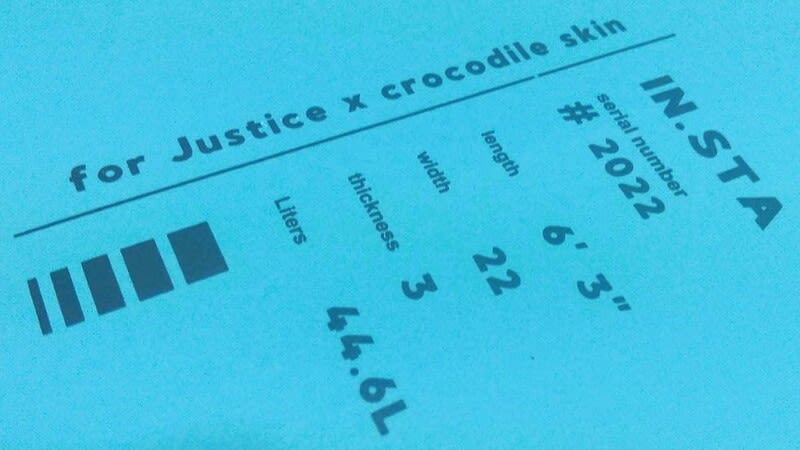 for Justice x crocodile skin
IN.STA
serial number
# 2022
length
6' 3"
width
22
thickness
3
Liters
44.6L